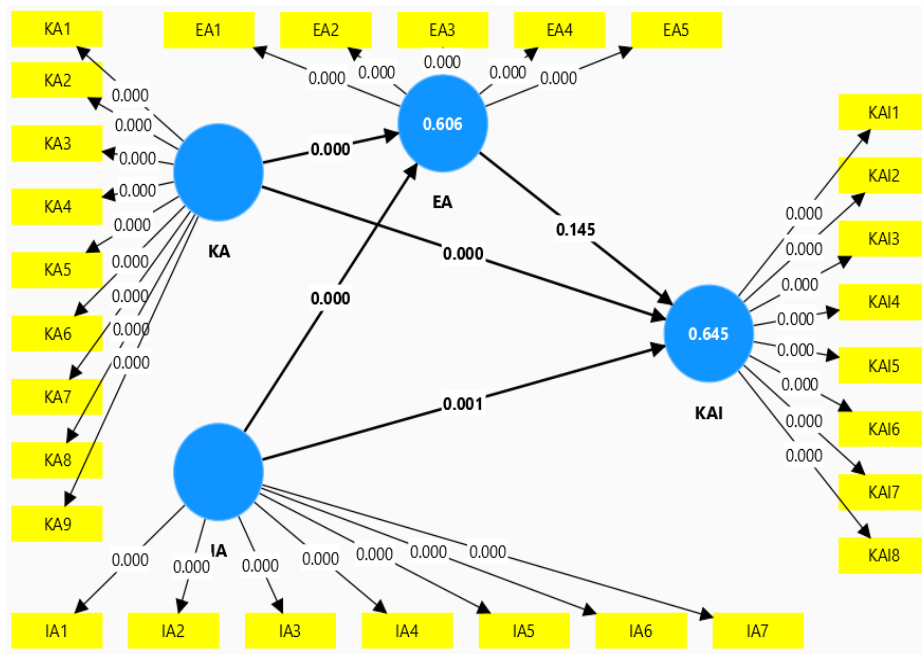 KA1
EA1
EA2
EA3
EA4
EA5
KA2
KA3
KA4
KA5
KA6
KA7
KA8
KA9
0.000
0.000
0.000
0.000
0.000
0.000
0.000
0.000
0.000
0.000
0.000
0.000
0.000
0.000
KA
0.606
EA
0.000
0.000
0.000
0.145
0.001
0.645
KAI
KAI1
KAI2
KAI3
KAI4
KAI5
KAI6
KAI7
KAI8
0.000
0.000
0.000
0.000
0.000
0.000
0.000
0.000
IA
0.000
0.000
0.000
0.000
0.000
0.000
0.000
IA1
IA2
IA3
IA4
IA5
IA6
IA7